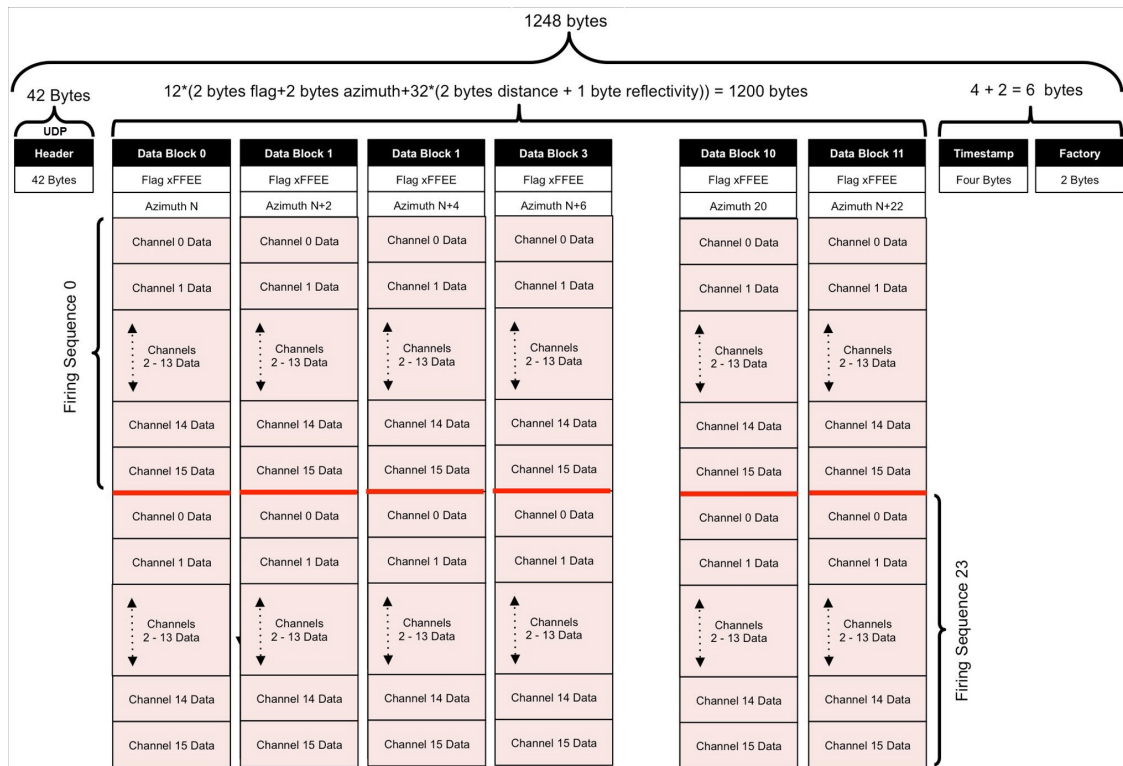 1248 bytes
42 Bytes
12*(2 bytes flag+2 bytes azimuth+32*(2 bytes distance + 1 byte reflectivity)) = 1200 bytes
4 + 2 = 6 bytes
UDP
Header
Data Block 0
Data Block 1
Data Block 1
Data Block 3
Data Block 10
Data Block 11
Timestamp
Factory
42 Bytes
Flag xFFEE
Flag xFFEE
Flag xFFEE
Flag xFFEE
Flag xFFEE
Flag xFFEE
Four Bytes
2 Bytes
Azimuth N
Azimuth N+2
Azimuth N+4
Azimuth N+6
Azimuth 20
Azimuth N+22
Firing Sequence 0
Channel 0 Data
Channel 0 Data
Channel 0 Data
Channel 0 Data
Channel 0 Data
Channel 0 Data
Channel 1 Data
Channel 1 Data
Channel 1 Data
Channel 1 Data
Channel 1 Data
Channel 1 Data
Channels
2 - 13 Data
Channels
2 - 13 Data
Channels
2 - 13 Data
Channels
2 - 13 Data
Channels
2 - 13 Data
Channels
2 - 13 Data
Channel 14 Data
Channel 14 Data
Channel 14 Data
Channel 14 Data
Channel 14 Data
Channel 14 Data
Channel 15 Data
Channel 15 Data
Channel 15 Data
Channel 15 Data
Channel 15 Data
Channel 15 Data
Channel 0 Data
Channel 0 Data
Channel 0 Data
Channel 0 Data
Channel 0 Data
Channel 0 Data
Channel 1 Data
Channel 1 Data
Channel 1 Data
Channel 1 Data
Channel 1 Data
Channel 1 Data
Channels
2 - 13 Data
Channels
2 - 13 Data
Channels
2 - 13 Data
Channels
2 - 13 Data
Channels
2 - 13 Data
Channels
2 - 13 Data
Channel 14 Data
Channel 14 Data
Channel 14 Data
Channel 14 Data
Channel 14 Data
Channel 14 Data
Channel 15 Data
Channel 15 Data
Channel 15 Data
Channel 15 Data
Channel 15 Data
Channel 15 Data
Firing Sequence 23